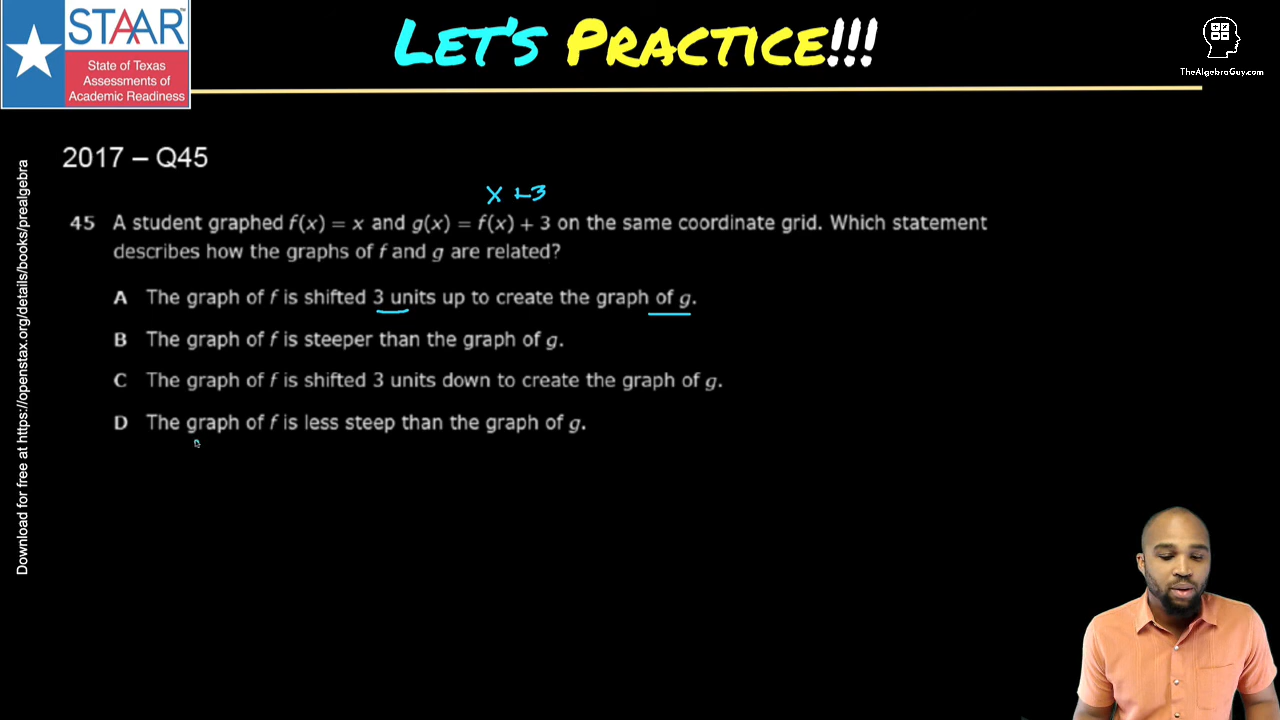 STAAR™
State of Texas
Assessments of
Academic Readiness
LET'S PRACTICE!!!
TheAlgebraGuy.com
Download for free at https://openstax.org/details/books/prealgebra
2017 – Q45
x +3
45 A student graphed f(x) = x and g(x) = f(x) + 3 on the same coordinate grid. Which statement
describes how the graphs of f and g are related?
A The graph of f is shifted 3 units up to create the graph of g.
B The graph of f is steeper than the graph of g.
C The graph of f is shifted 3 units down to create the graph of g.
D The graph of f is less steep than the graph of g.